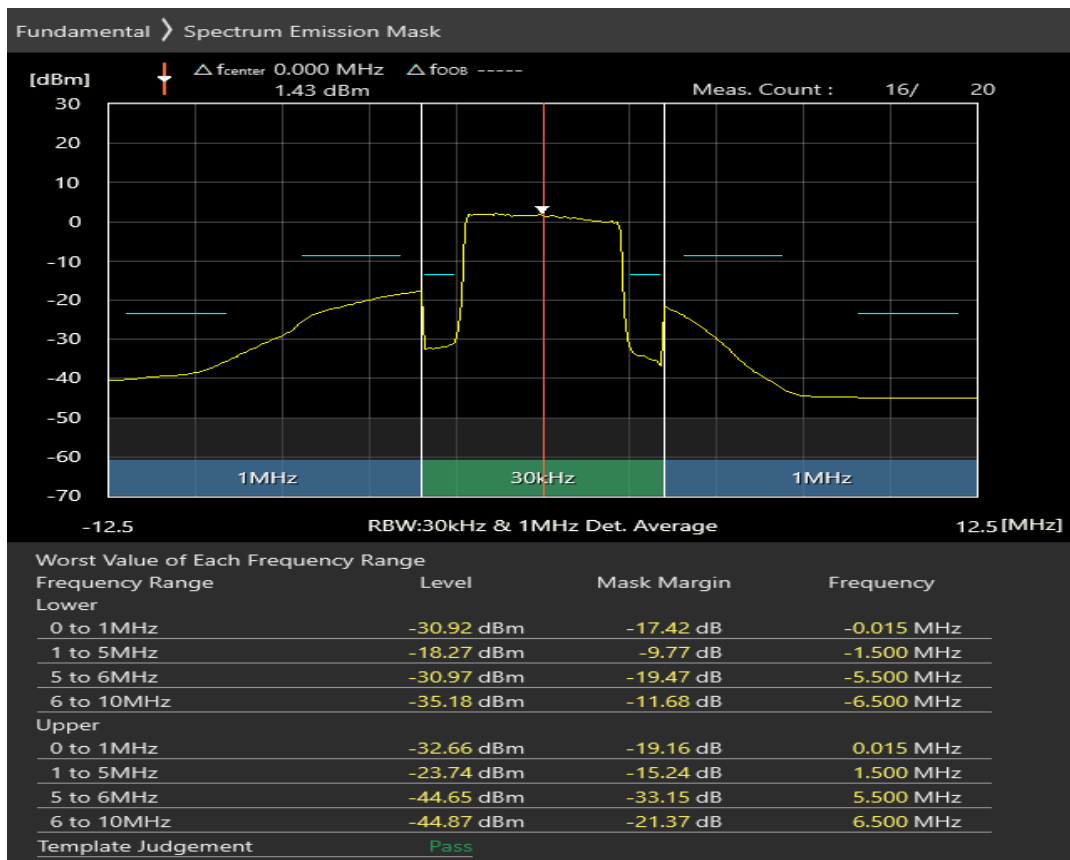 Fundamental ❯ Spectrum Emission Mask
[dBm] △ fcenter 0.000 MHz △ fOOB -----
1.43 dBm Meas. Count : 16/ 20
30
20
10
0
-10
-20
-30
-40
-50
-60
-70
1MHz 30kHz 1MHz
-12.5 RBW:30kHz & 1MHz Det. Average 12.5 [MHz]
Worst Value of Each Frequency Range
Frequency Range Level Mask Margin Frequency
Lower
0 to 1MHz -30.92 dBm -17.42 dB -0.015 MHz
1 to 5MHz -18.27 dBm -9.77 dB -1.500 MHz
5 to 6MHz -30.97 dBm -19.47 dB -5.500 MHz
6 to 10MHz -35.18 dBm -11.68 dB -6.500 MHz
Upper
0 to 1MHz -32.66 dBm -19.16 dB 0.015 MHz
1 to 5MHz -23.74 dBm -15.24 dB 1.500 MHz
5 to 6MHz -44.65 dBm -33.15 dB 5.500 MHz
6 to 10MHz -44.87 dBm -21.37 dB 6.500 MHz
Template Judgement Pass